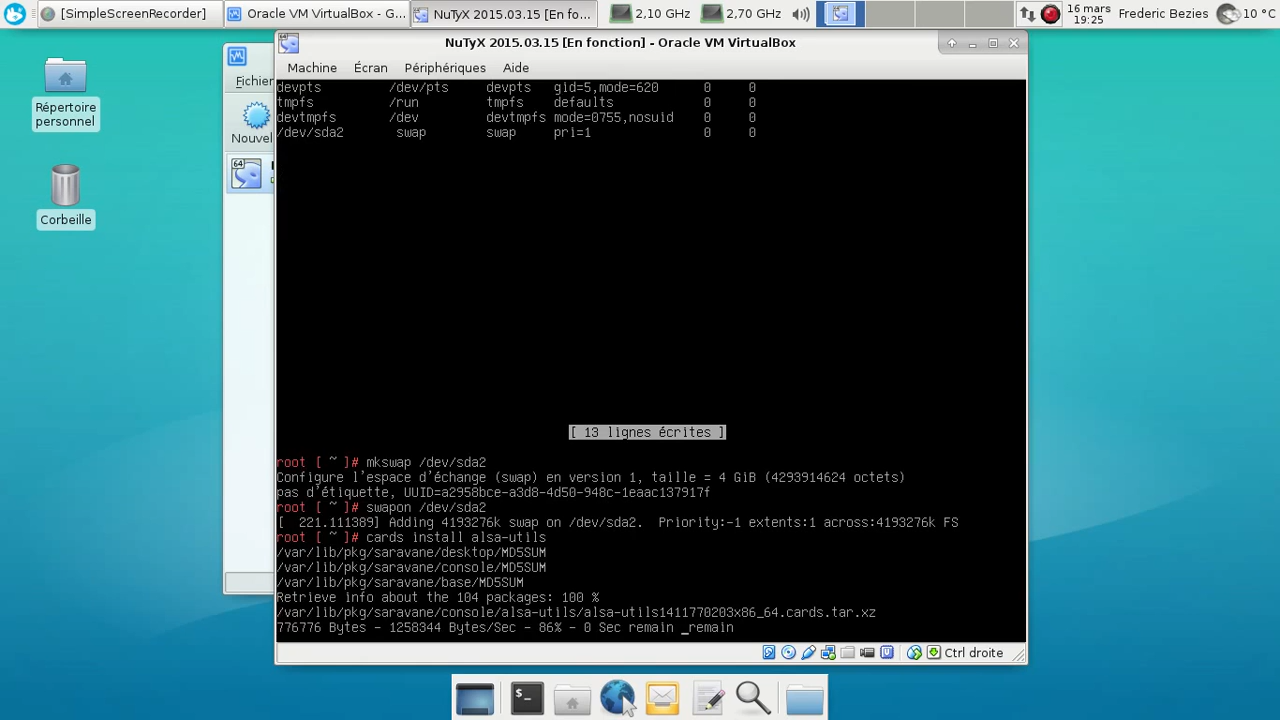 [SimpleScreenRecorder]
Oracle VM VirtualBox - G...
NuTyX 2015.03.15 [En fo...
2,10 GHz
2,70 GHz
16 mars
19:25
Frederic Bezies
10 °C
Répertoire
personnel
Corbeille
Fichier
Nouvel
64
NuTyX 2015.03.15 [En fonction] - Oracle VM VirtualBox
Machine Écran Périphériques Aide
devpts /dev/pts devpts gid=5,mode=620 0 0
tmpfs /run tmpfs defaults 0 0
devtmpfs /dev devtmpfs mode=0755,nosuid 0 0
/dev/sda2 swap swap pri=1 0 0
[ 13 lignes écrites ]
root [ ~ ]# mkswap /dev/sda2
Configure l'espace d'échange (swap) en version 1, taille = 4 GiB (4293914624 octets)
pas d'étiquette, UUID=a2958bce-a3d8-4d50-948c-1eaac137917f
root [ ~ ]# swapon /dev/sda2
[  221.111389] Adding 4193276k swap on /dev/sda2.  Priority:-1 extents:1 across:4193276k FS
root [ ~ ]# cards install alsa-utils
/var/lib/pkg/saravane/desktop/MD5SUM
/var/lib/pkg/saravane/console/MD5SUM
/var/lib/pkg/saravane/base/MD5SUM
Retrieve info about the 104 packages: 100 %
/var/lib/pkg/saravane/console/alsa-utils/alsa-utils1411770203x86_64.cards.tar.xz
776776 Bytes - 1258344 Bytes/Sec - 86% - 0 Sec remain _remain
Ctrl droite